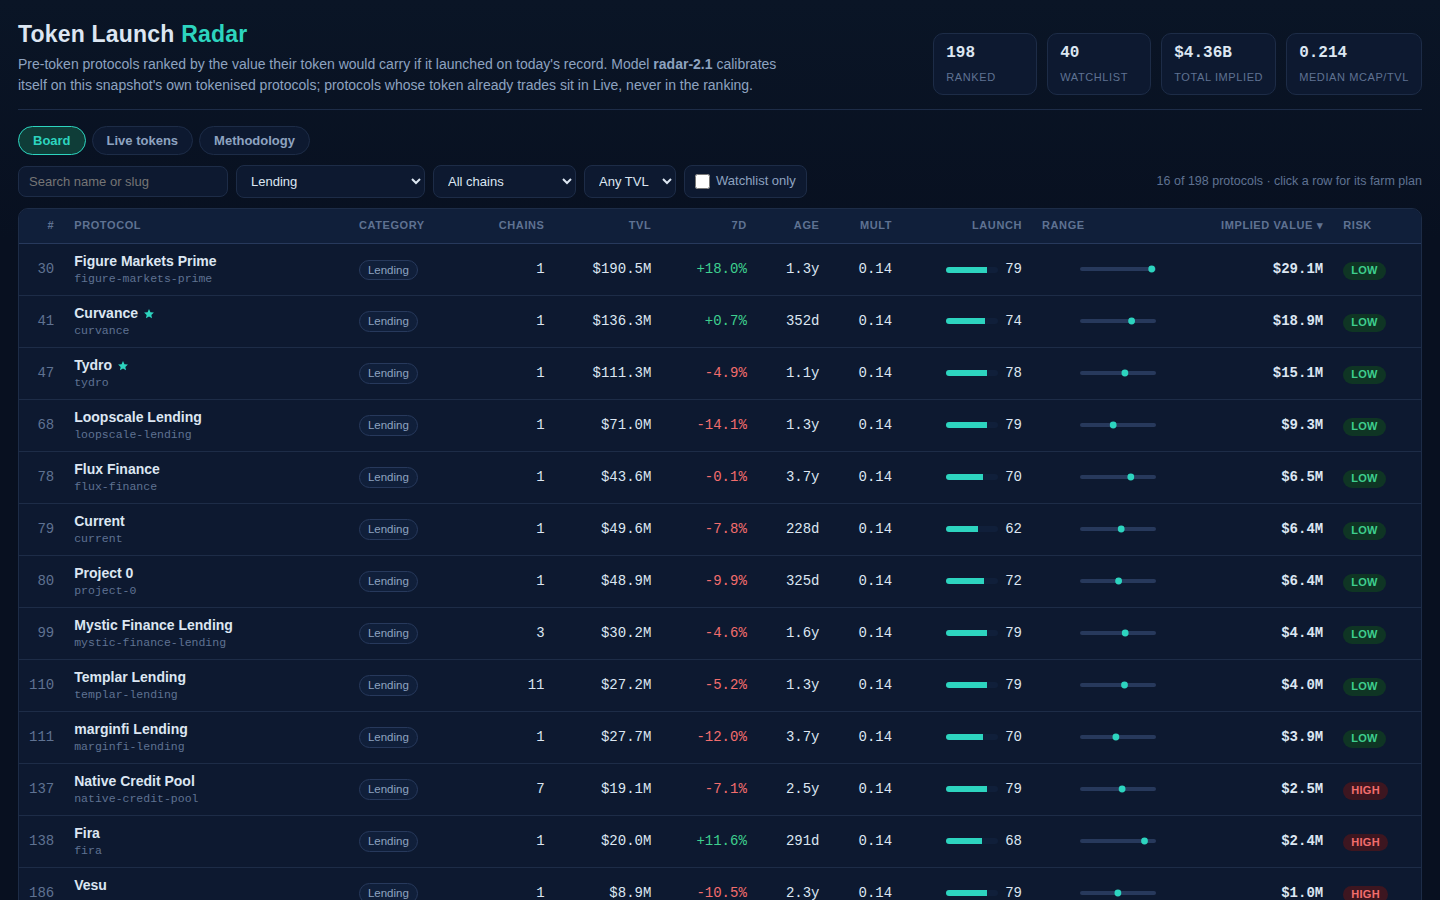 Token Launch Radar
Pre-token protocols ranked by the value their token would carry if it launched on today's record. Model radar-2.1 calibrates
itself on this snapshot's own tokenised protocols; protocols whose token already trades sit in Live, never in the ranking.
198
RANKED
40
WATCHLIST
$4.36B
TOTAL IMPLIED
0.214
MEDIAN MCAP/TVL
Board
Live tokens
Methodology
Search name or slug
Lending
All chains
Any TVL
Watchlist only
16 of 198 protocols · click a row for its farm plan
# PROTOCOL CATEGORY CHAINS TVL 7D AGE MULT LAUNCH RANGE IMPLIED VALUE ▾ RISK
30 Figure Markets Prime Lending 1 $190.5M +18.0% 1.3y 0.14 79 $29.1M LOW
figure-markets-prime
41 Curvance ★ Lending 1 $136.3M +0.7% 352d 0.14 74 $18.9M LOW
curvance
47 Tydro ★ Lending 1 $111.3M -4.9% 1.1y 0.14 78 $15.1M LOW
tydro
68 Loopscale Lending Lending 1 $71.0M -14.1% 1.3y 0.14 79 $9.3M LOW
loopscale-lending
78 Flux Finance Lending 1 $43.6M -0.1% 3.7y 0.14 70 $6.5M LOW
flux-finance
79 Current Lending 1 $49.6M -7.8% 228d 0.14 62 $6.4M LOW
current
80 Project 0 Lending 1 $48.9M -9.9% 325d 0.14 72 $6.4M LOW
project-0
99 Mystic Finance Lending Lending 3 $30.2M -4.6% 1.6y 0.14 79 $4.4M LOW
mystic-finance-lending
110 Templar Lending Lending 11 $27.2M -5.2% 1.3y 0.14 79 $4.0M LOW
templar-lending
111 marginfi Lending Lending 1 $27.7M -12.0% 3.7y 0.14 70 $3.9M LOW
marginfi-lending
137 Native Credit Pool Lending 7 $19.1M -7.1% 2.5y 0.14 79 $2.5M HIGH
native-credit-pool
138 Fira Lending 1 $20.0M +11.6% 291d 0.14 68 $2.4M HIGH
fira
186 Vesu Lending 1 $8.9M -10.5% 2.3y 0.14 79 $1.0M HIGH